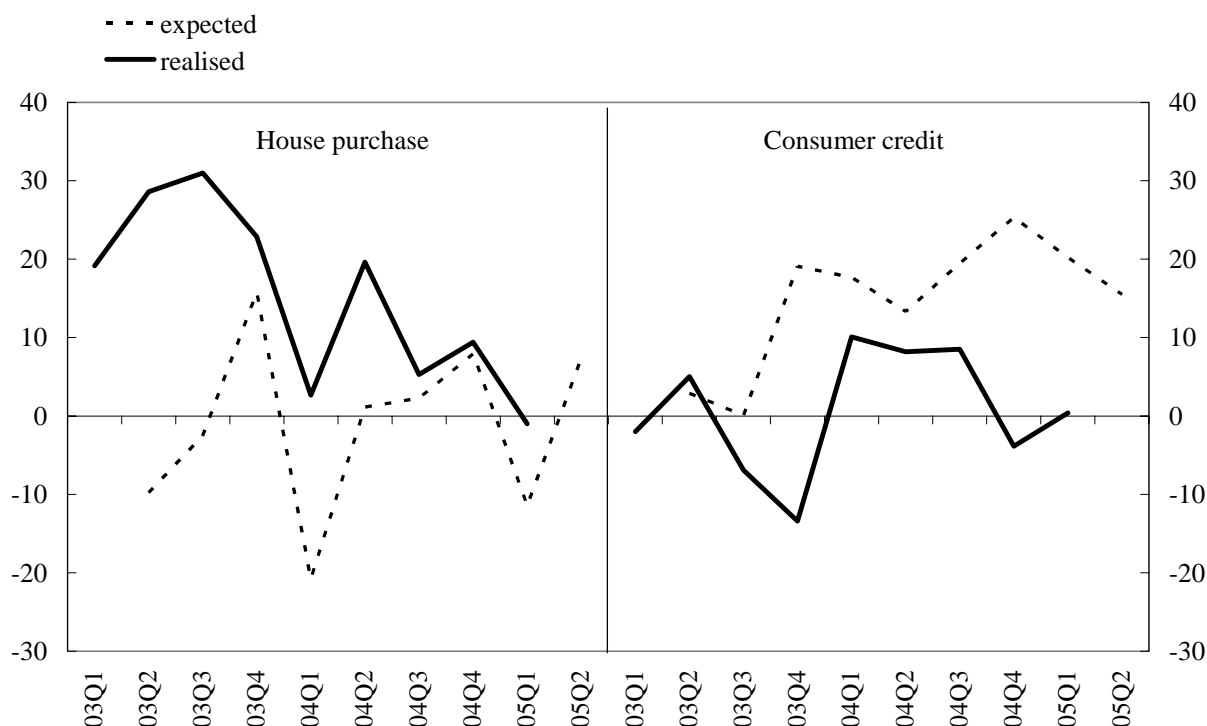 expected
realised
40
30
20
10
0
-10
-20
-30
House purchase
Consumer credit
40
30
20
10
0
-10
-20
-30
03Q1
03Q2
03Q3
03Q4
04Q1
04Q2
04Q3
04Q4
05Q1
05Q2
03Q1
03Q2
03Q3
03Q4
04Q1
04Q2
04Q3
04Q4
05Q1
05Q2